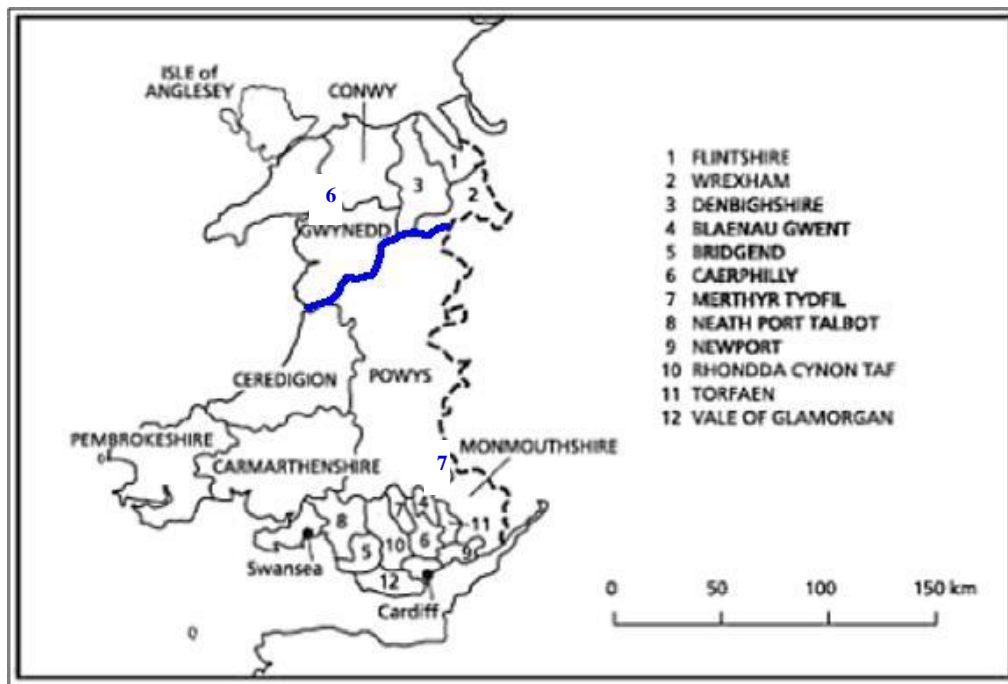 ISLE of
ANGLESEY
CONWY
1
3
2
6
GWYNEDD
CEREDIGION
POWYS
PEMBROKESHIRE
CARMARTHENSHIRE
7
MONMOUTHSHIRE
8
7
4
11
5
10
6
9
12
Swansea
Cardiff
1 FLINTSHIRE
2 WREXHAM
3 DENBIGHSHIRE
4 BLAENAU GWENT
5 BRIDGEND
6 CAERPHILLY
7 MERTHYR TYDFIL
8 NEATH PORT TALBOT
9 NEWPORT
10 RHONDDA CYNON TAF
11 TORFAEN
12 VALE OF GLAMORGAN
0 50 100 150 km